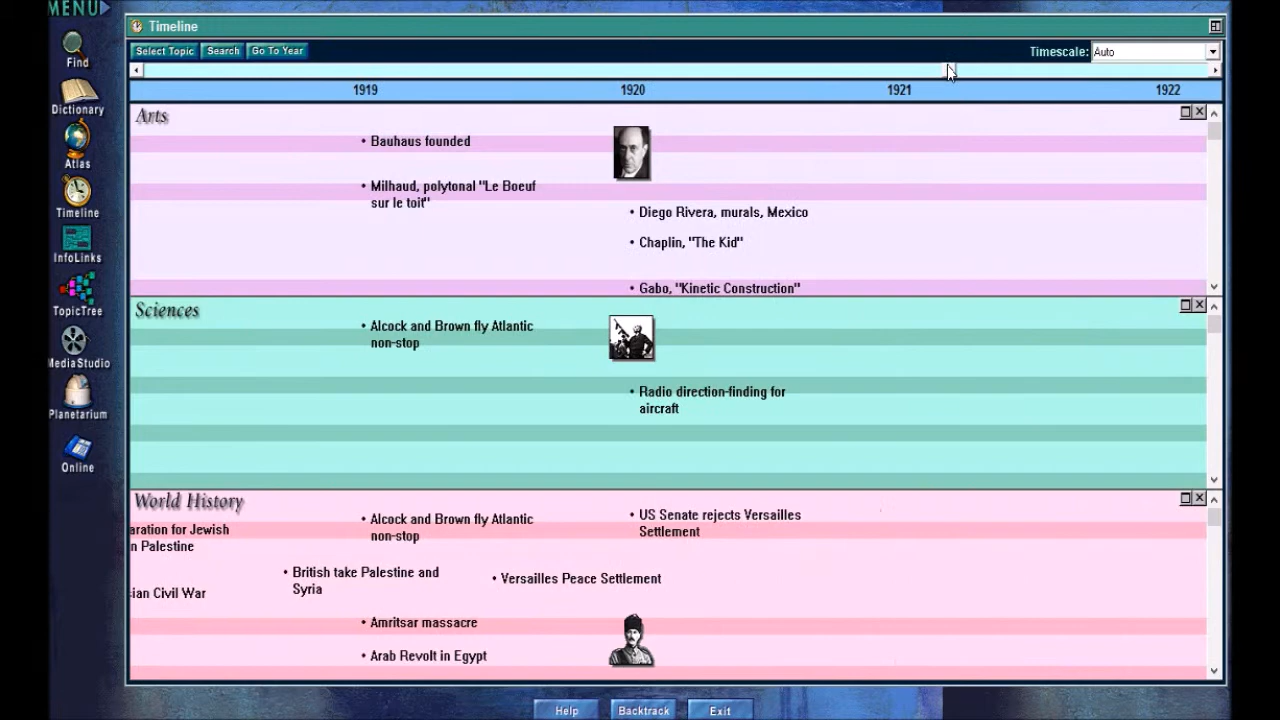 MENU
Find
Dictionary
Atlas
Timeline
InfoLinks
TopicTree
MediaStudio
Planetarium
Online
Timeline
Select Topic Search Go To Year Timescale: Auto
1919 1920 1921 1922
Arts
• Bauhaus founded
• Milhaud, polytonal "Le Boeuf
sur le toit"
• Diego Rivera, murals, Mexico
• Chaplin, "The Kid"
• Gabo, "Kinetic Construction"
Sciences
• Alcock and Brown fly Atlantic
non-stop
• Radio direction-finding for
aircraft
World History
aration for Jewish
n Palestine
• Alcock and Brown fly Atlantic
non-stop
• US Senate rejects Versailles
Settlement
• British take Palestine and
Syria
• Versailles Peace Settlement
ian Civil War
• Amritsar massacre
• Arab Revolt in Egypt
Help Backtrack Exit